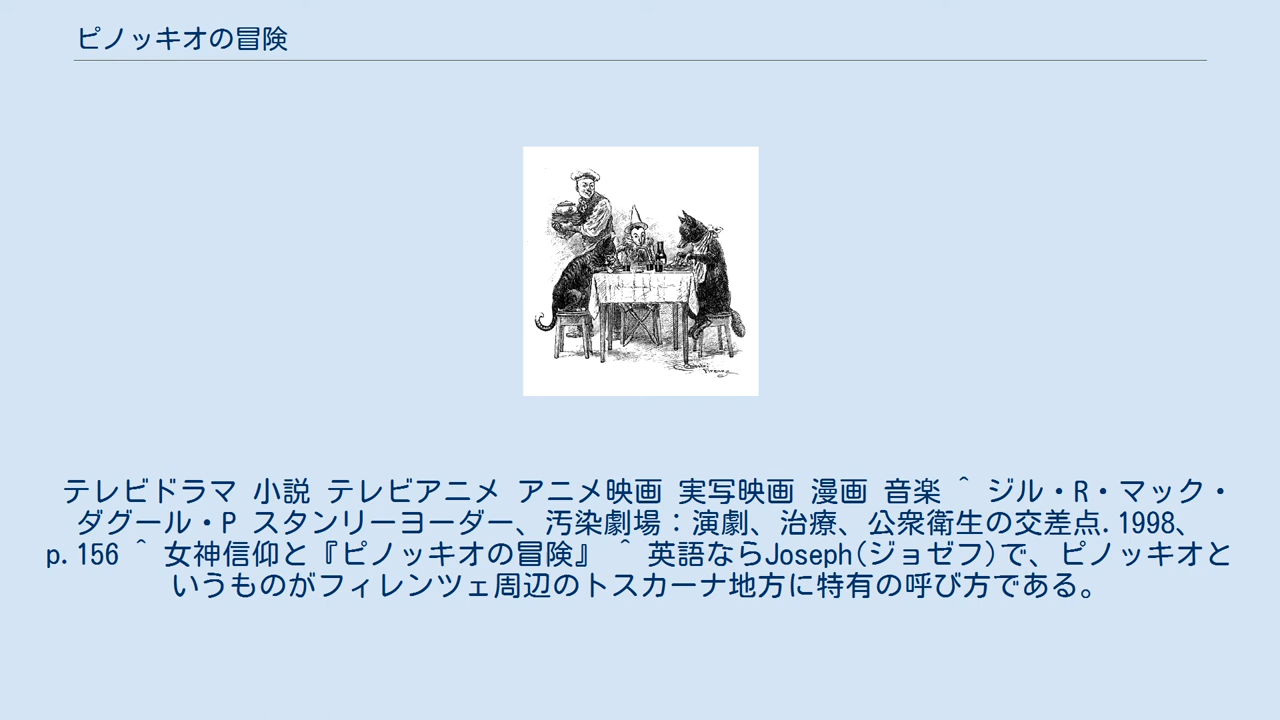 ピノッキオの冒険
テレビドラマ 小説 テレビアニメ アニメ映画 実写映画 漫画 音楽 ^ ジル・R・マック・
ダグール・P スタンリーヨーダー、汚染劇場：演劇、治療、公衆衛生の交差点.1998、
p.156 ^ 女神信仰と『ピノッキオの冒険』 ^ 英語ならJoseph(ジョゼフ)で、ピノッキオと
いうものがフィレンツェ周辺のトスカーナ地方に特有の呼び方である。